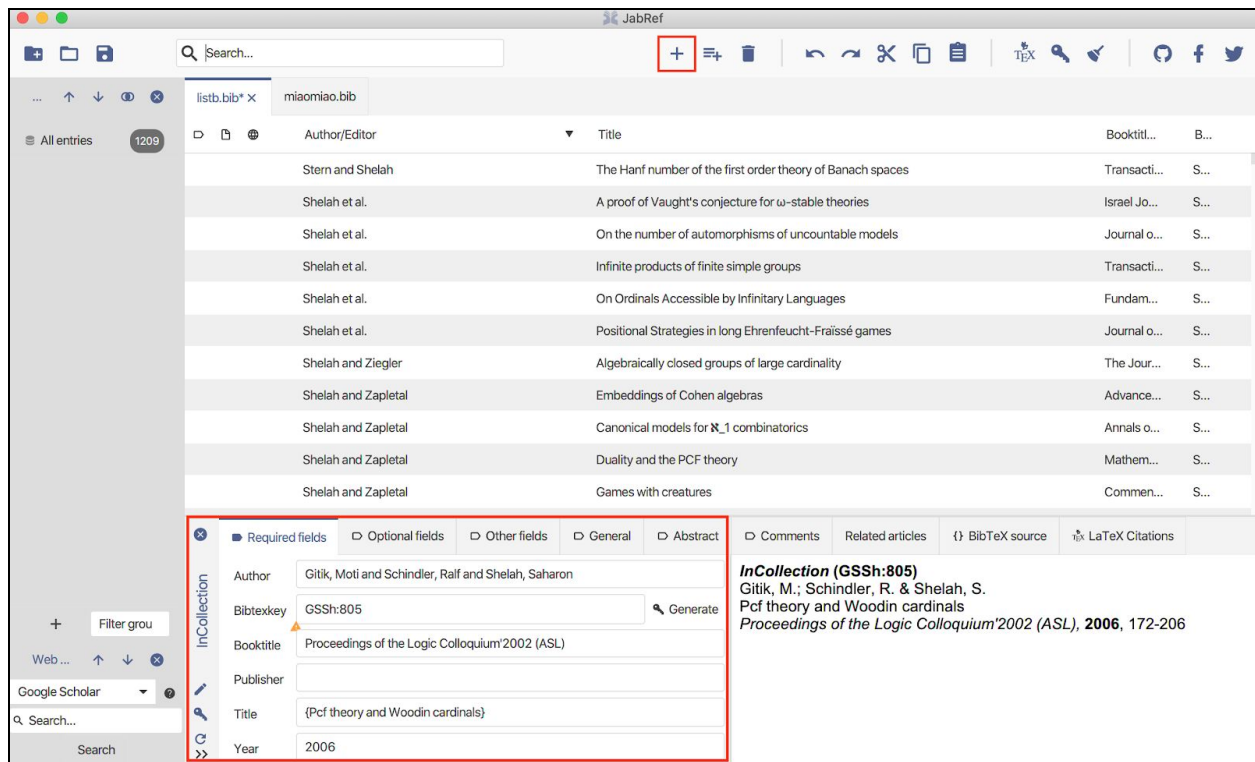 JabRef
Search...
TEX
... listb.bib* × miaomiao.bib
All entries 1209 Author/Editor ▼ Title Booktitl... B...
Stern and Shelah The Hanf number of the first order theory of Banach spaces Transacti... S...
Shelah et al. A proof of Vaught's conjecture for ω-stable theories Israel Jo... S...
Shelah et al. On the number of automorphisms of uncountable models Journal o... S...
Shelah et al. Infinite products of finite simple groups Transacti... S...
Shelah et al. On Ordinals Accessible by Infinitary Languages Fundam... S...
Shelah et al. Positional Strategies in long Ehrenfeucht-Fraïssé games Journal o... S...
Shelah and Ziegler Algebraically closed groups of large cardinality The Jour... S...
Shelah and Zapletal Embeddings of Cohen algebras Advance... S...
Shelah and Zapletal Canonical models for ℵ_1 combinatorics Annals o... S...
Shelah and Zapletal Duality and the PCF theory Mathem... S...
Shelah and Zapletal Games with creatures Commen... S...
Required fields Optional fields Other fields General Abstract Comments Related articles {} BibTeX source TEX LaTeX Citations
InCollection
Author Gitik, Moti and Schindler, Ralf and Shelah, Saharon
Bibtexkey GSSh:805 Generate
Booktitle Proceedings of the Logic Colloquium'2002 (ASL)
Publisher
Title {Pcf theory and Woodin cardinals}
Year 2006
InCollection (GSSh:805)
Gitik, M.; Schindler, R. & Shelah, S.
Pcf theory and Woodin cardinals
Proceedings of the Logic Colloquium'2002 (ASL), 2006, 172-206
+ Filter grou
Web ...
Google Scholar
Search...
Search